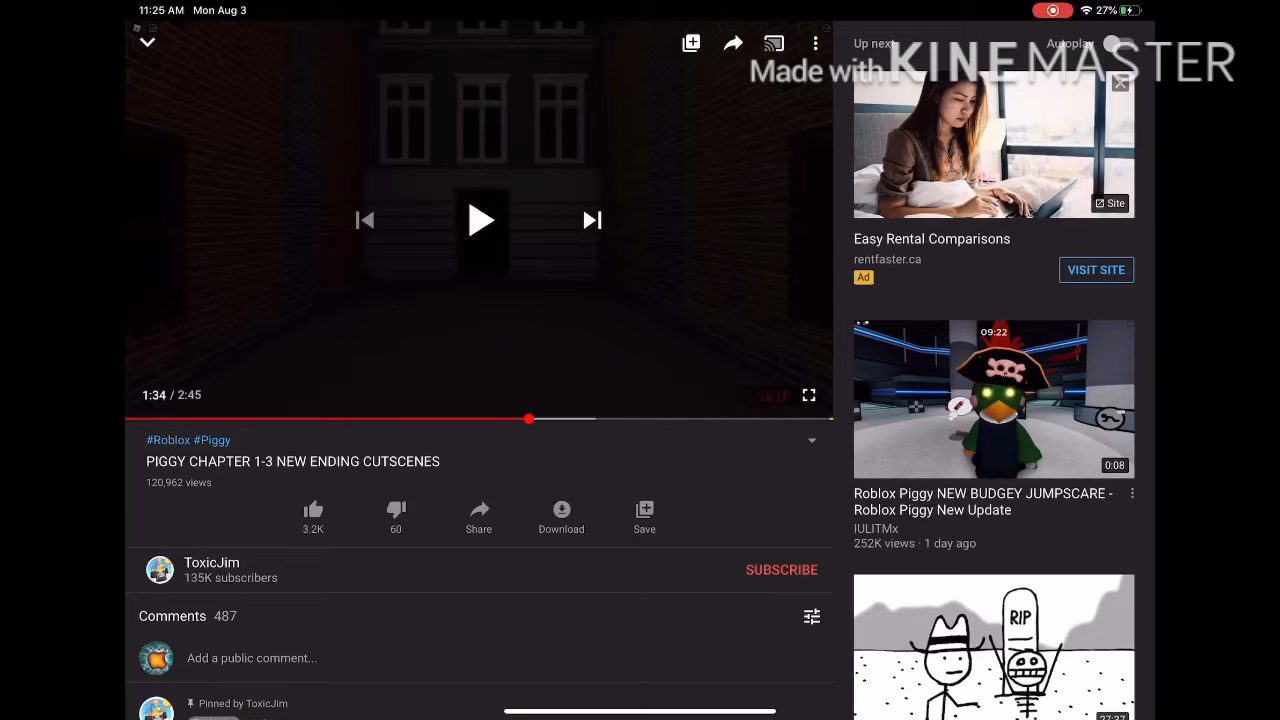 11:25 AM Mon Aug 3
27%
Up next
Autoplay
Made with KINEMASTER
Site
Easy Rental Comparisons
rentfaster.ca
Ad
VISIT SITE
1:34 / 2:45
SKIP
#Roblox #Piggy
PIGGY CHAPTER 1-3 NEW ENDING CUTSCENES
120,962 views
3.2K
60
Share
Download
Save
ToxicJim
135K subscribers
SUBSCRIBE
Comments 487
Add a public comment...
Pinned by ToxicJim
09:22
0:08
Roblox Piggy NEW BUDGEY JUMPSCARE -
Roblox Piggy New Update
IULITMx
252K views · 1 day ago
RIP
27:37